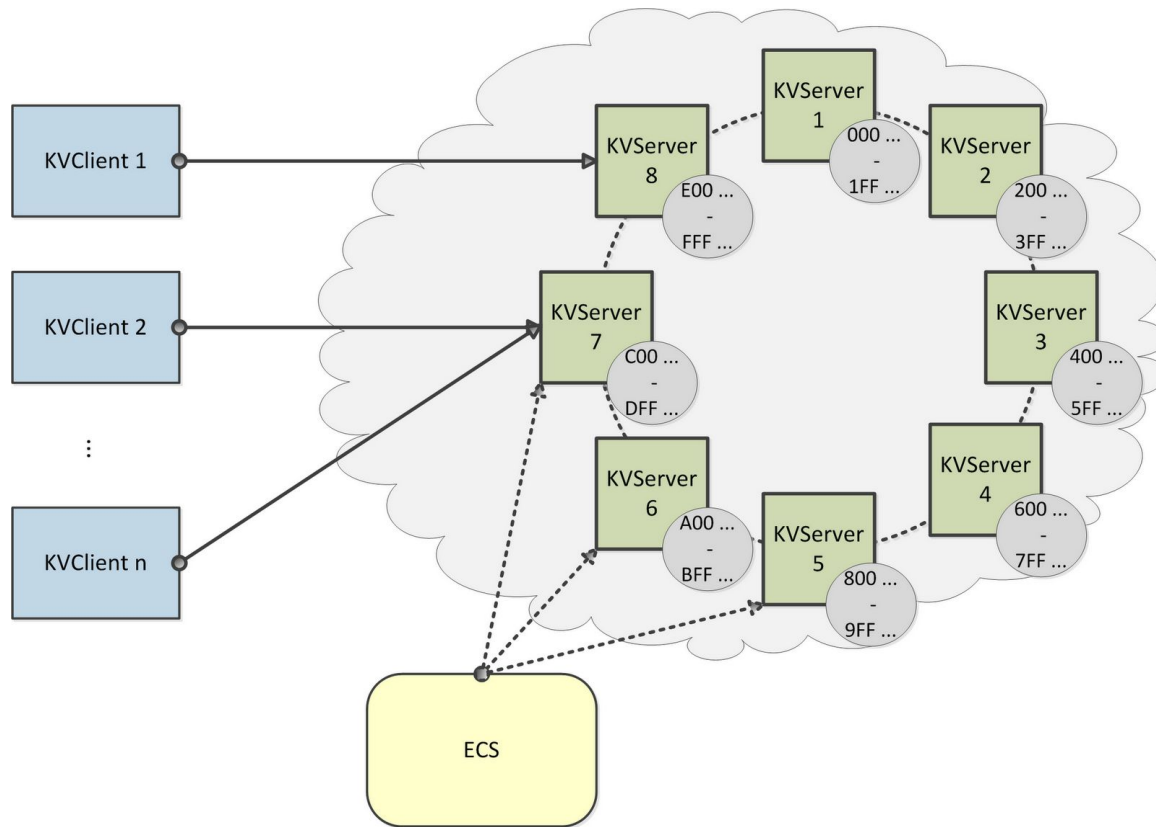 KVClient 1
KVClient 2
...
KVClient n
KVServer
1
000 ...
-
1FF ...
KVServer
2
200 ...
-
3FF ...
KVServer
3
400 ...
-
5FF ...
KVServer
4
600 ...
-
7FF ...
KVServer
5
800 ...
-
9FF ...
KVServer
6
A00 ...
-
BFF ...
KVServer
7
C00 ...
-
DFF ...
KVServer
8
E00 ...
-
FFF ...
ECS